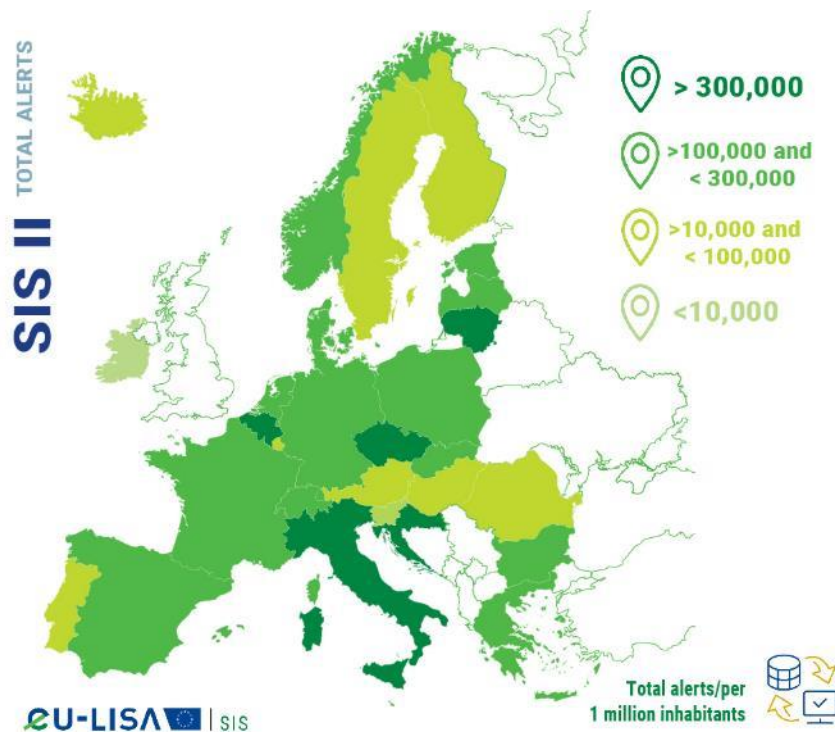 SIS II TOTAL ALERTS
> 300,000
>100,000 and
< 300,000
>10,000 and
< 100,000
<10,000
Total alerts/per
1 million inhabitants
eu-LISA | SIS